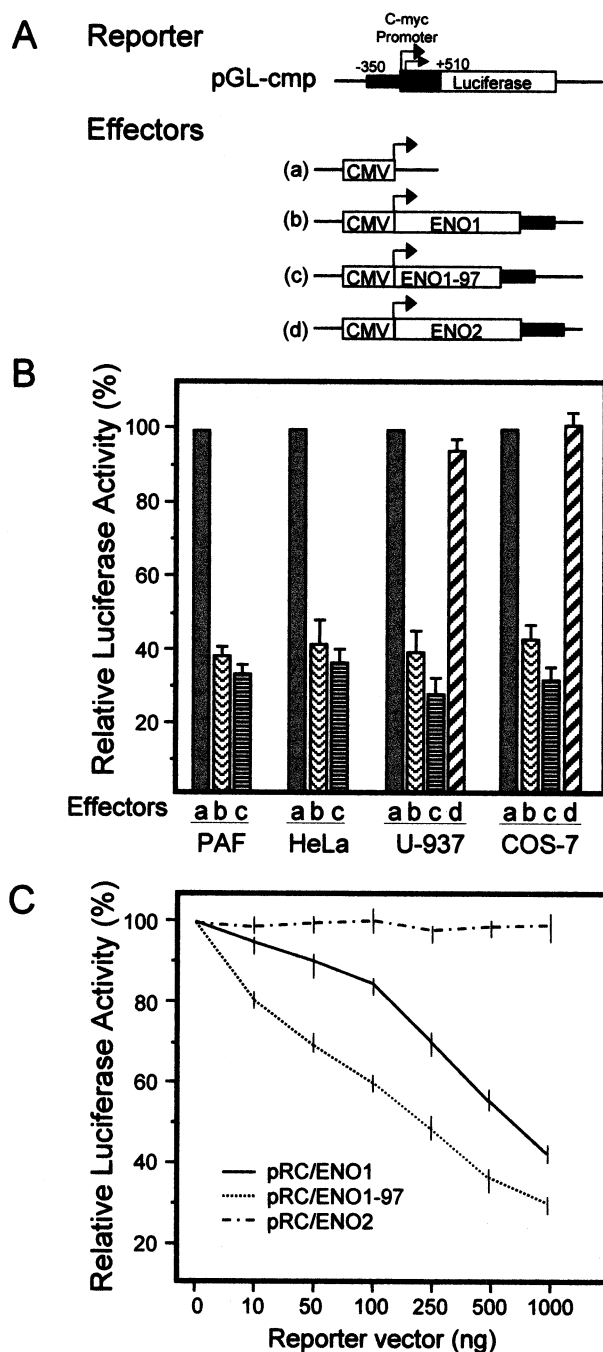 A
Reporter
C-myc
Promoter
-350
+510
pGL-cmp
Luciferase
Effectors
(a)
CMV
(b)
CMV
ENO1
(c)
CMV
ENO1-97
(d)
CMV
ENO2
B
Relative Luciferase Activity (%)
100
80
60
40
20
Effectors
a b c
a b c
a b c d
a b c d
PAF
HeLa
U-937
COS-7
C
Relative Luciferase Activity (%)
100
80
60
40
20
pRC/ENO1
pRC/ENO1-97
pRC/ENO2
0
10
50
100
250
500
1000
Reporter vector (ng)